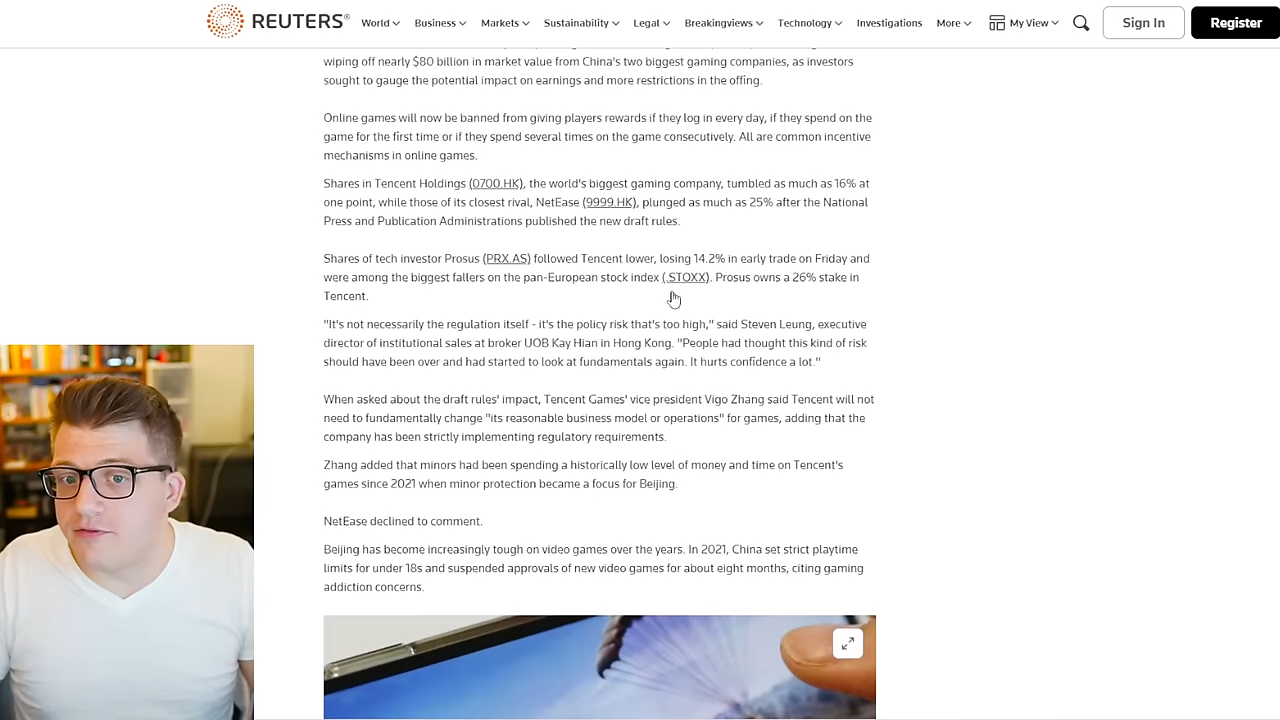 REUTERS®
World
Business
Markets
Sustainability
Legal
Breakingviews
Technology
Investigations
More
My View
Sign In
Register
wiping off nearly $80 billion in market value from China's two biggest gaming companies, as investors
sought to gauge the potential impact on earnings and more restrictions in the offing.
Online games will now be banned from giving players rewards if they log in every day, if they spend on the
game for the first time or if they spend several times on the game consecutively. All are common incentive
mechanisms in online games.
Shares in Tencent Holdings (0700.HK), the world's biggest gaming company, tumbled as much as 16% at
one point, while those of its closest rival, NetEase (9999.HK), plunged as much as 25% after the National
Press and Publication Administrations published the new draft rules.
Shares of tech investor Prosus (PRX.AS) followed Tencent lower, losing 14.2% in early trade on Friday and
were among the biggest fallers on the pan-European stock index (.STOXX). Prosus owns a 26% stake in
Tencent.
"It's not necessarily the regulation itself - it's the policy risk that's too high," said Steven Leung, executive
director of institutional sales at broker UOB Kay Hian in Hong Kong. "People had thought this kind of risk
should have been over and had started to look at fundamentals again. It hurts confidence a lot."
When asked about the draft rules' impact, Tencent Games' vice president Vigo Zhang said Tencent will not
need to fundamentally change "its reasonable business model or operations" for games, adding that the
company has been strictly implementing regulatory requirements.
Zhang added that minors had been spending a historically low level of money and time on Tencent's
games since 2021 when minor protection became a focus for Beijing.
NetEase declined to comment.
Beijing has become increasingly tough on video games over the years. In 2021, China set strict playtime
limits for under 18s and suspended approvals of new video games for about eight months, citing gaming
addiction concerns.